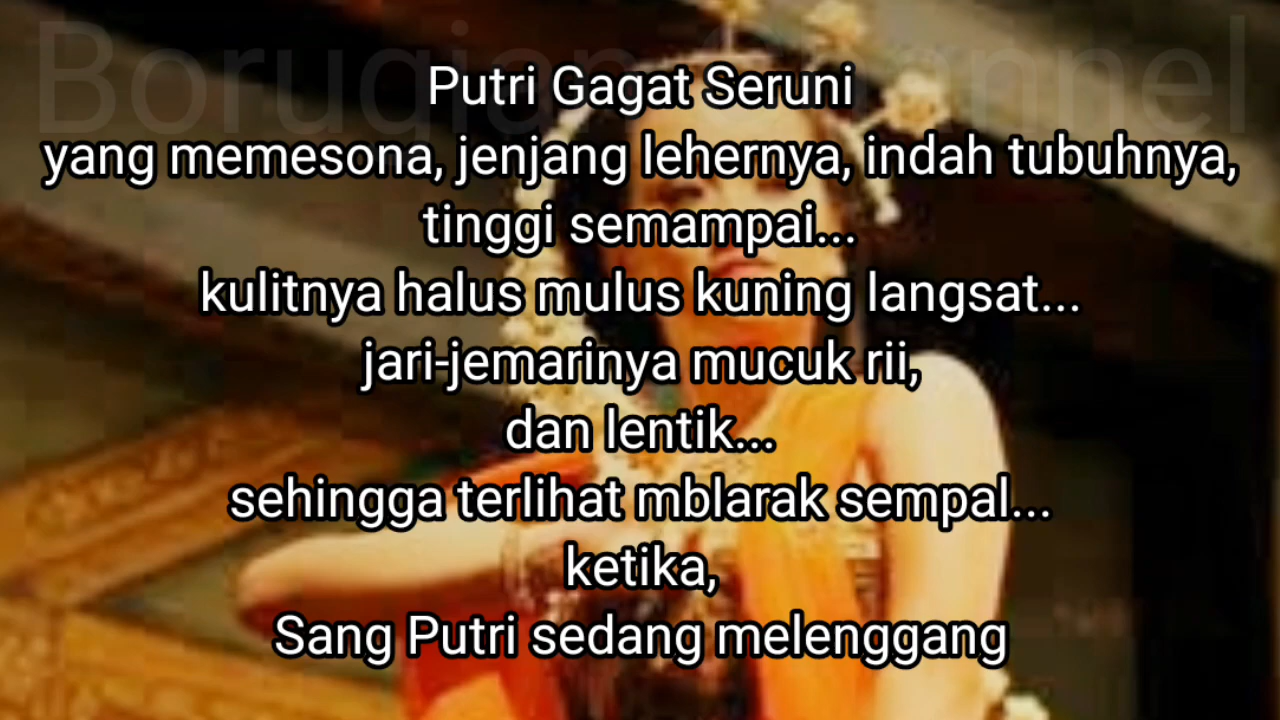 Putri Gagat Seruni
yang memesona, jenjang lehernya, indah tubuhnya,
tinggi semampai...
kulitnya halus mulus kuning langsat...
jari-jemarinya mucuk rii,
dan lentik...
sehingga terlihat mblarak sempal...
ketika,
Sang Putri sedang melenggang